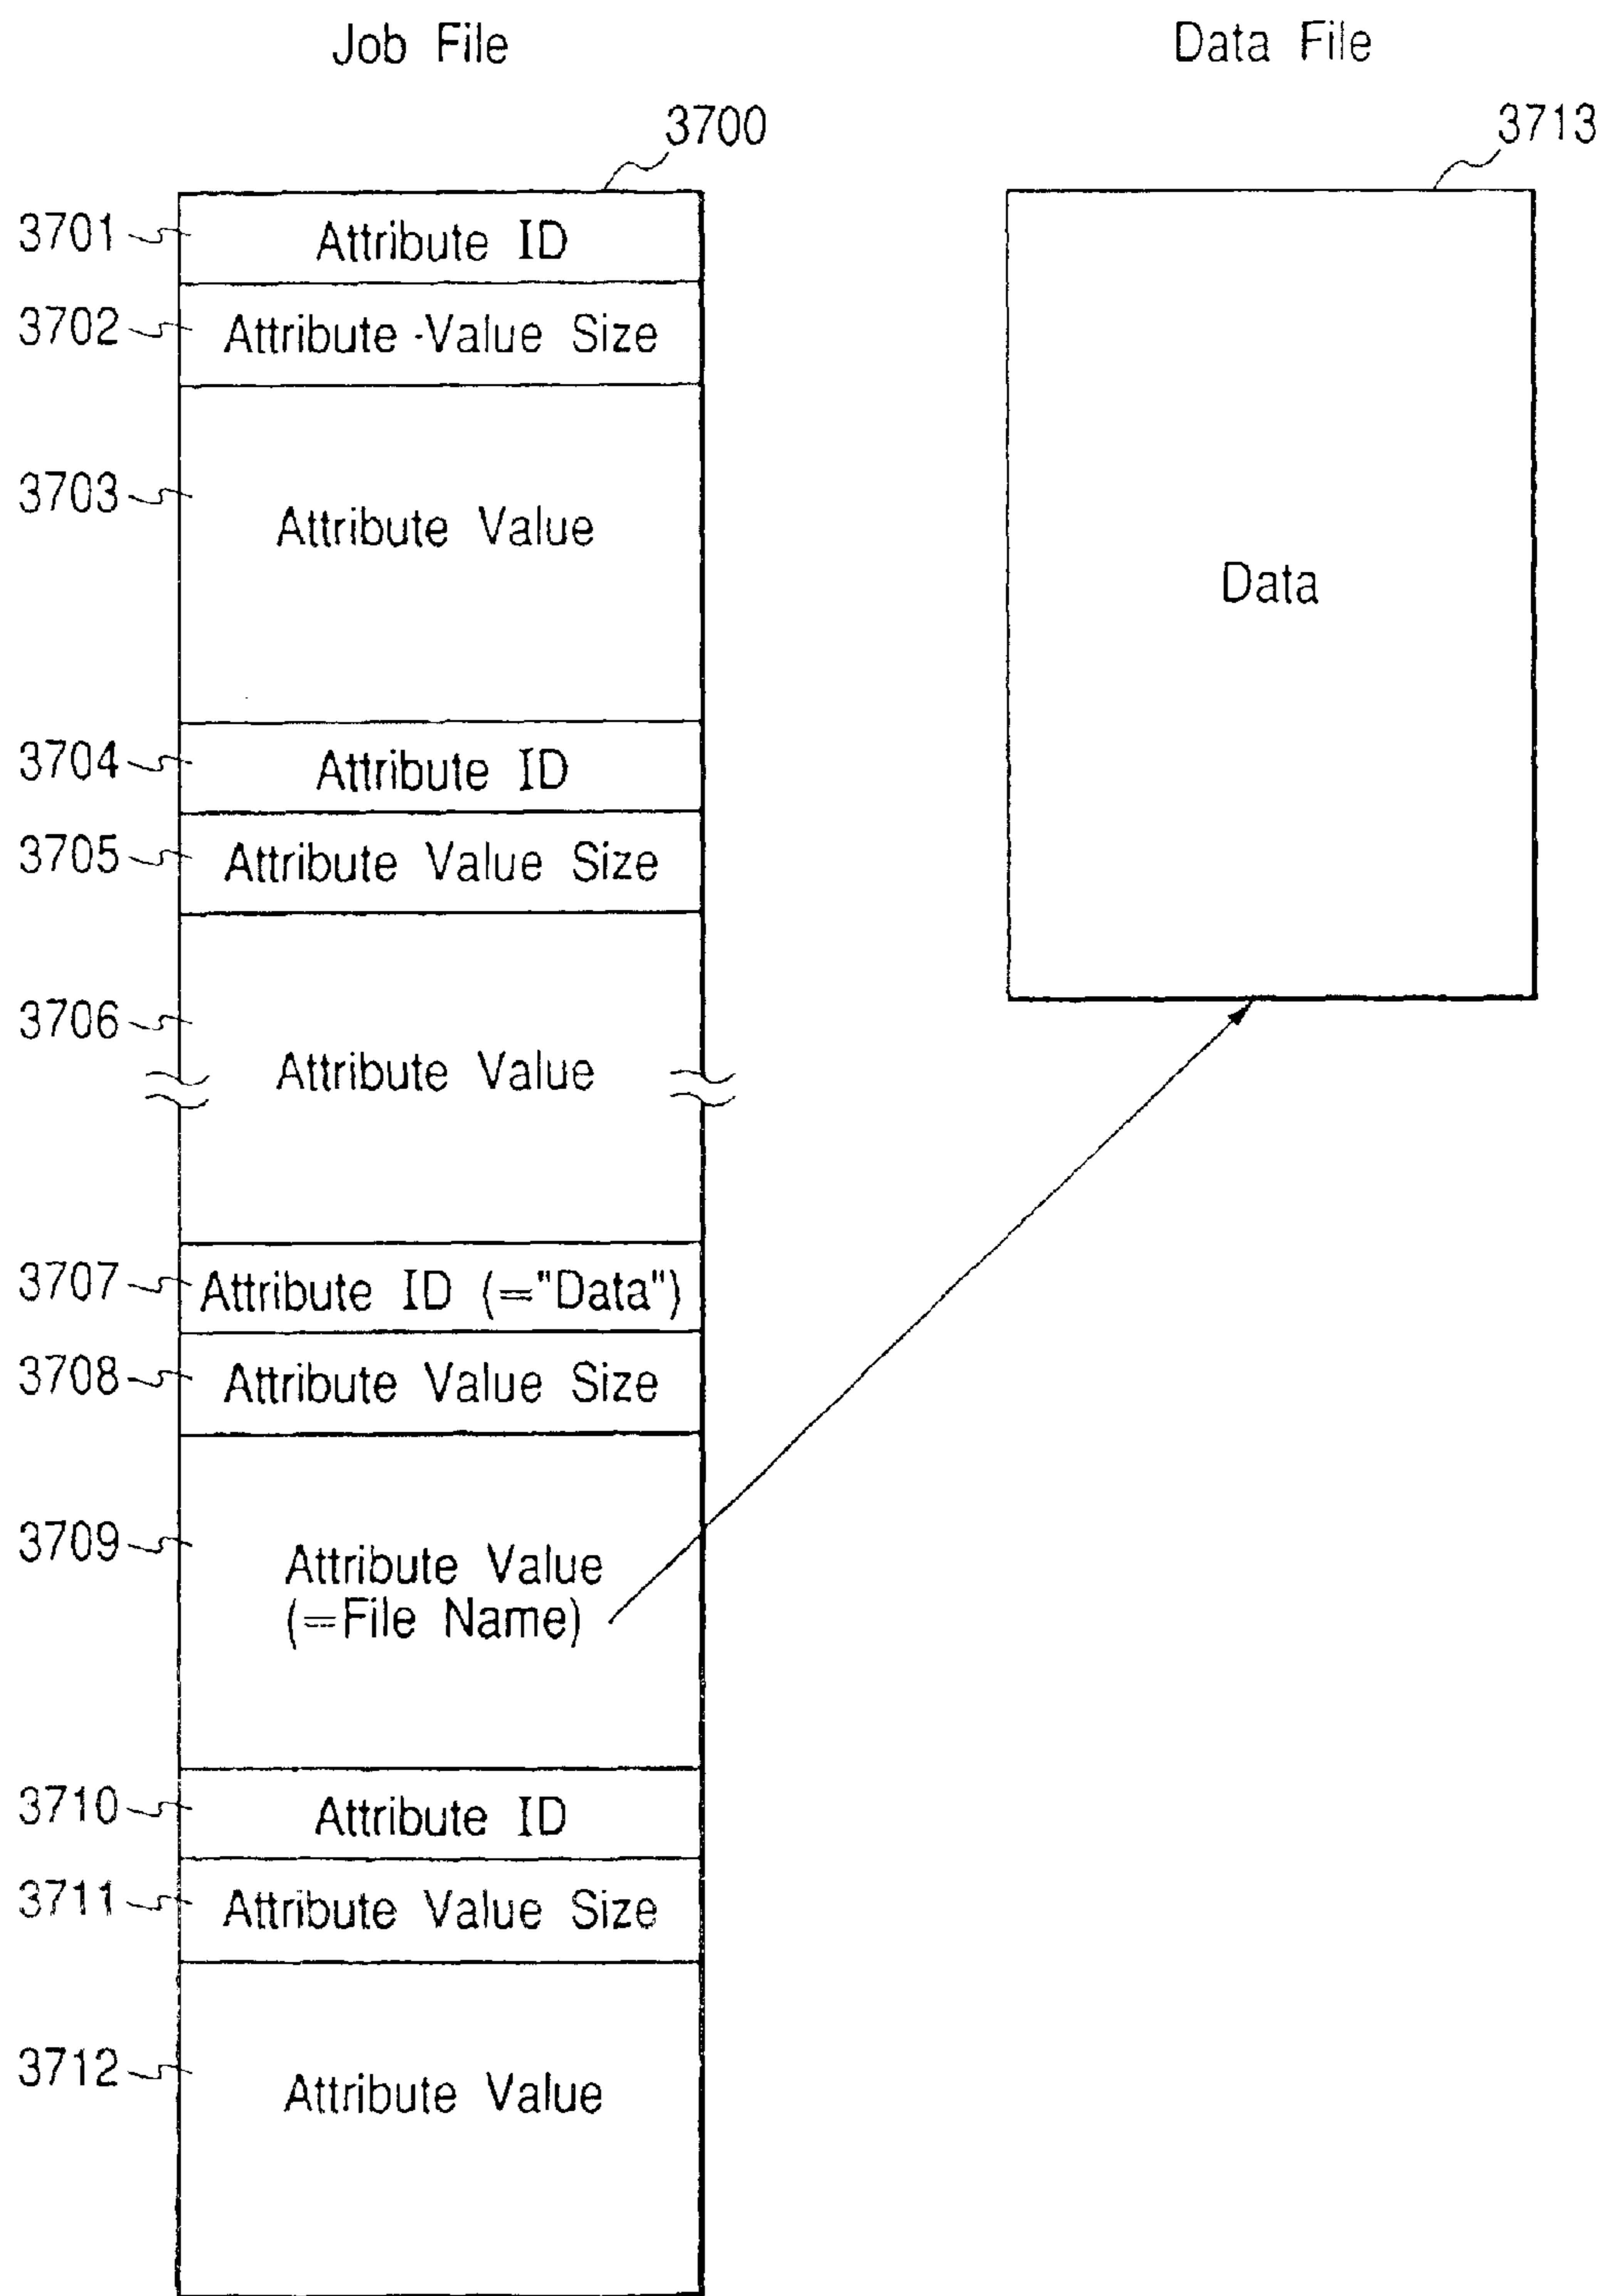 Job File
Data File
3700
3713
3701
Attribute ID
3702
Attribute-Value Size
3703
Attribute Value
Data
3704
Attribute ID
3705
Attribute Value Size
3706
Attribute Value
3707
Attribute ID (="Data")
3708
Attribute Value Size
3709
Attribute Value
(=File Name)
3710
Attribute ID
3711
Attribute Value Size
3712
Attribute Value